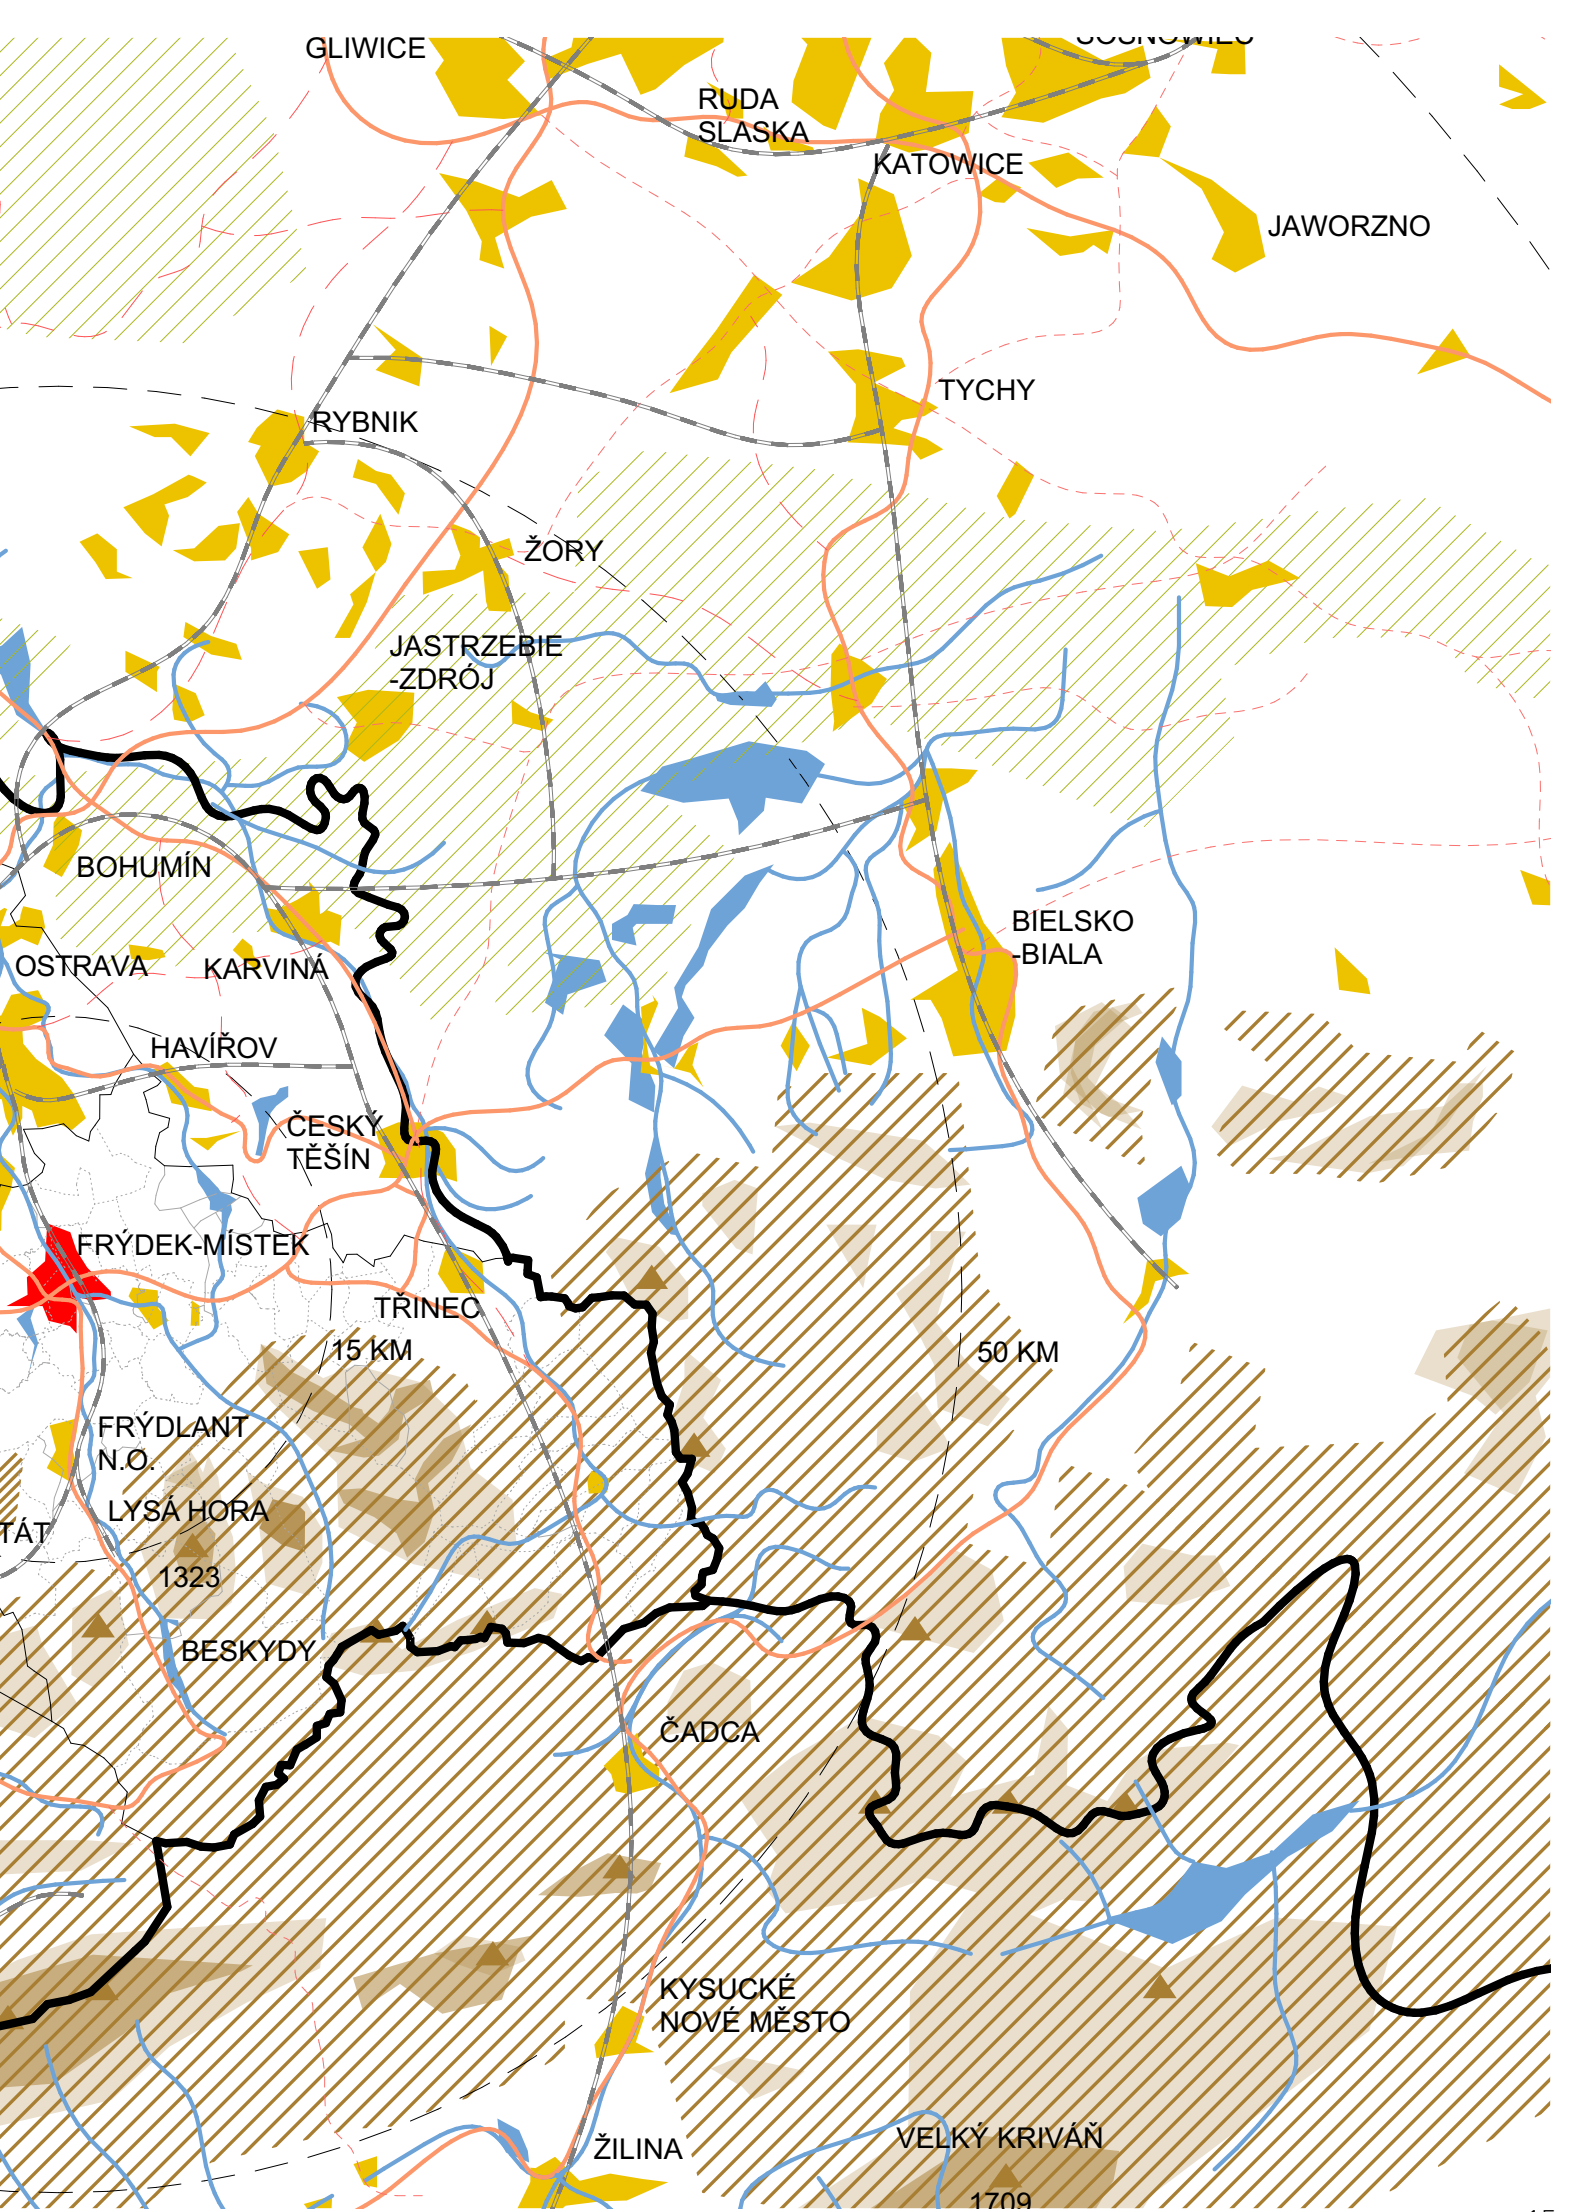 GLIWICE
SOSNOWIEC
RUDA
SLASKA
KATOWICE
JAWORZNO
TYCHY
RYBNIK
ŽORY
JASTRZEBIE
-ZDRÓJ
BOHUMÍN
BIELSKO
-BIALA
OSTRAVA
KARVINÁ
HAVÍŘOV
ČESKÝ
TĚŠÍN
FRÝDEK-MÍSTEK
TŘINEC
15 KM
50 KM
FRÝDLANT
N.O.
LYSÁ HORA
TÁT
1323
BESKYDY
ČADCA
KYSUCKÉ
NOVÉ MĚSTO
ŽILINA
VELKÝ KRIVÁŇ
1709